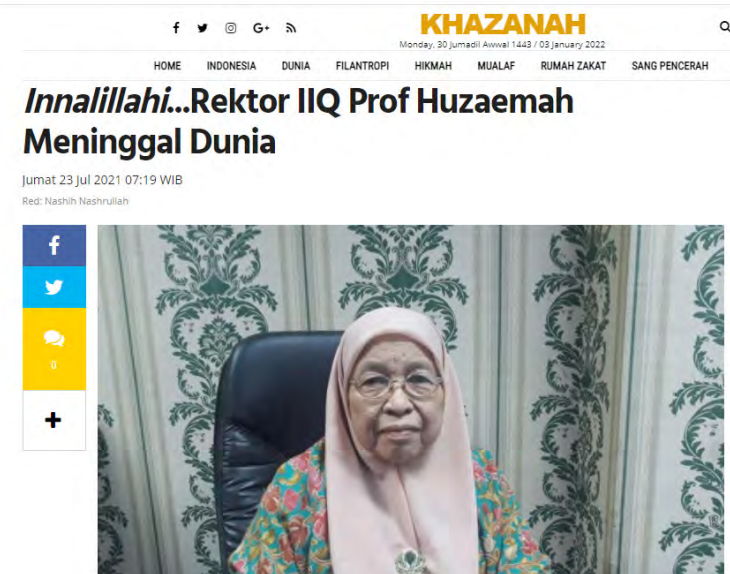 KHAZANAH
Monday, 30 Jumadil Awwal 1443 / 03 January 2022
HOME INDONESIA DUNIA FILANTROPI HIKMAH MUALAF RUMAH ZAKAT SANG PENCERAH
Innalillahi...Rektor IIQ Prof Huzaemah
Meninggal Dunia
Jumat 23 Jul 2021 07:19 WIB
Red: Nashih Nashrullah
0